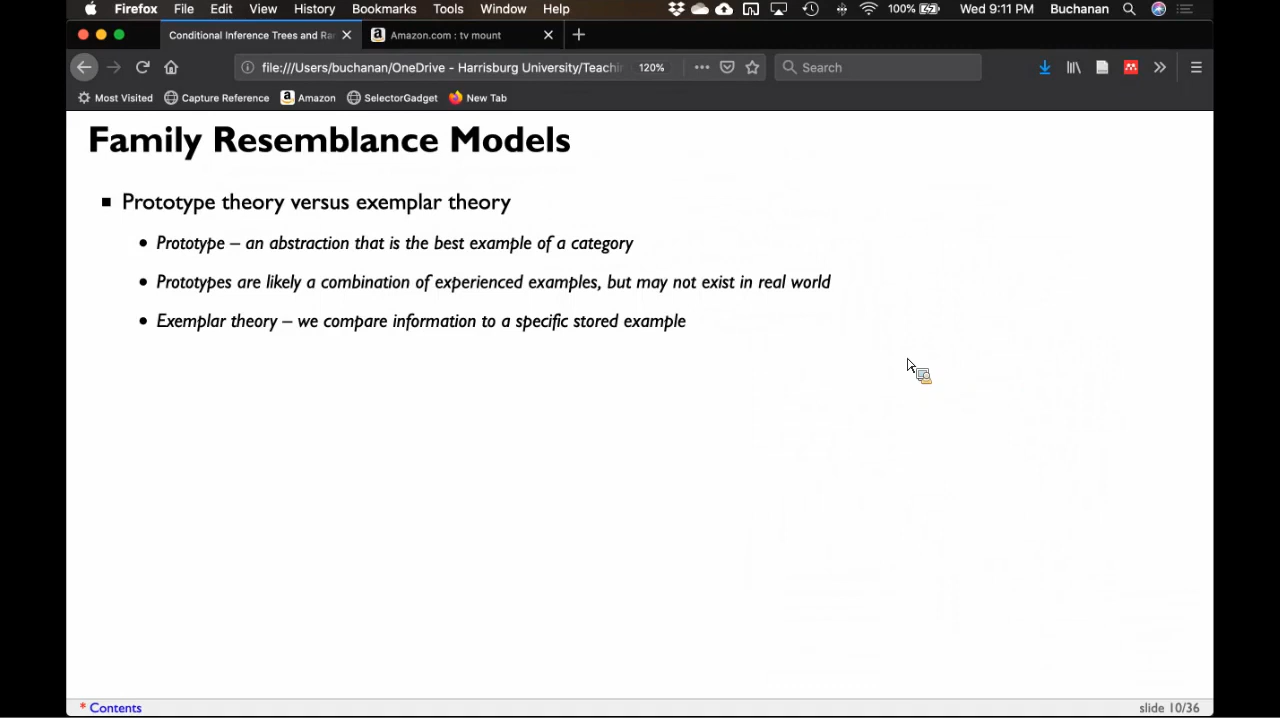 Firefox File Edit View History Bookmarks Tools Window Help 100% Wed 9:11 PM Buchanan
Conditional Inference Trees and Ra
Amazon.com : tv mount
file:///Users/buchanan/OneDrive - Harrisburg University/Teachi 120% Search
Most Visited Capture Reference Amazon SelectorGadget New Tab
Family Resemblance Models
Prototype theory versus exemplar theory
Prototype – an abstraction that is the best example of a category
Prototypes are likely a combination of experienced examples, but may not exist in real world
Exemplar theory – we compare information to a specific stored example
* Contents
slide 10/36